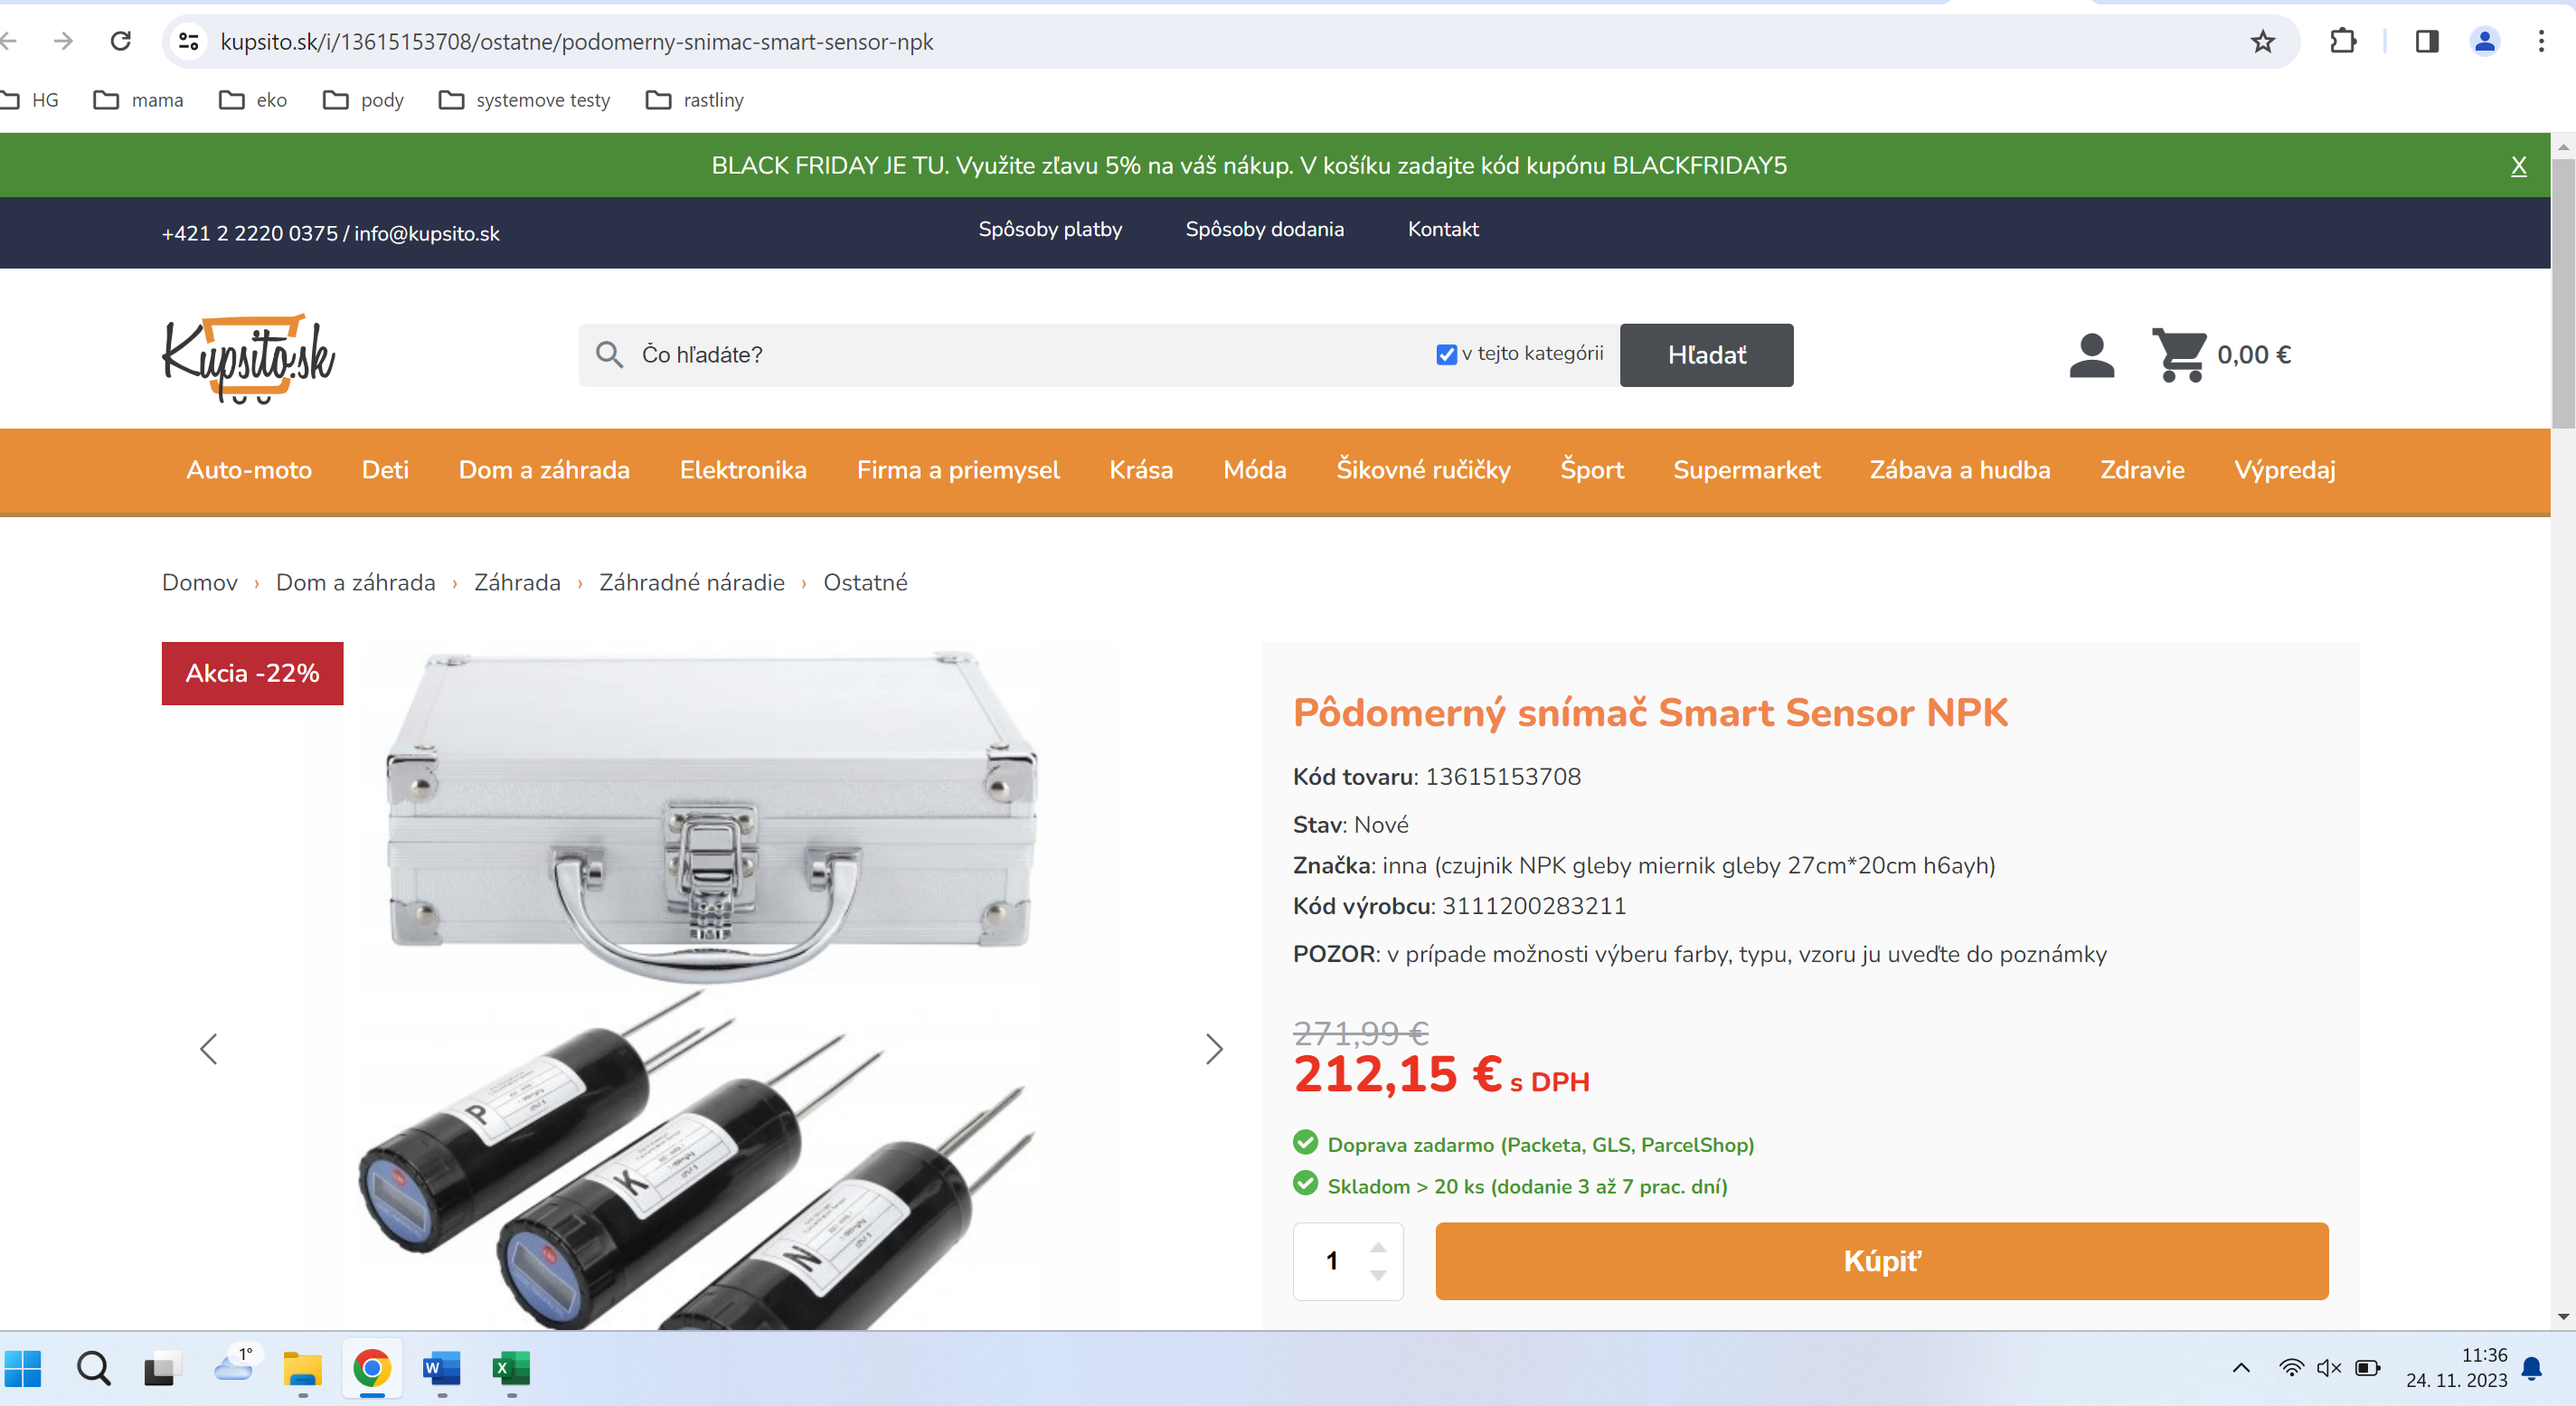 kupsito.sk/i/13615153708/ostatne/podomerny-snimac-smart-sensor-npk
HG mama eko pody systemove testy rastliny
BLACK FRIDAY JE TU. Využite zľavu 5% na váš nákup. V košíku zadajte kód kupónu BLACKFRIDAY5 X
+421 2 2220 0375 / info@kupsito.sk Spôsoby platby Spôsoby dodania Kontakt
Kupsito.sk Čo hľadáte? v tejto kategórii Hľadať 0,00 €
Auto-moto Deti Dom a záhrada Elektronika Firma a priemysel Krása Móda Šikovné ručičky Šport Supermarket Zábava a hudba Zdravie Výpredaj
Domov › Dom a záhrada › Záhrada › Záhradné náradie › Ostatné
Akcia -22%
P
K
N
Pôdomerný snímač Smart Sensor NPK
Kód tovaru: 13615153708
Stav: Nové
Značka: inna (czujnik NPK gleby miernik gleby 27cm*20cm h6ayh)
Kód výrobcu: 3111200283211
POZOR: v prípade možnosti výberu farby, typu, vzoru ju uveďte do poznámky
271,99 €
212,15 € s DPH
Doprava zadarmo (Packeta, GLS, ParcelShop)
Skladom > 20 ks (dodanie 3 až 7 prac. dní)
1 Kúpiť
1° W X 11:36
24. 11. 2023